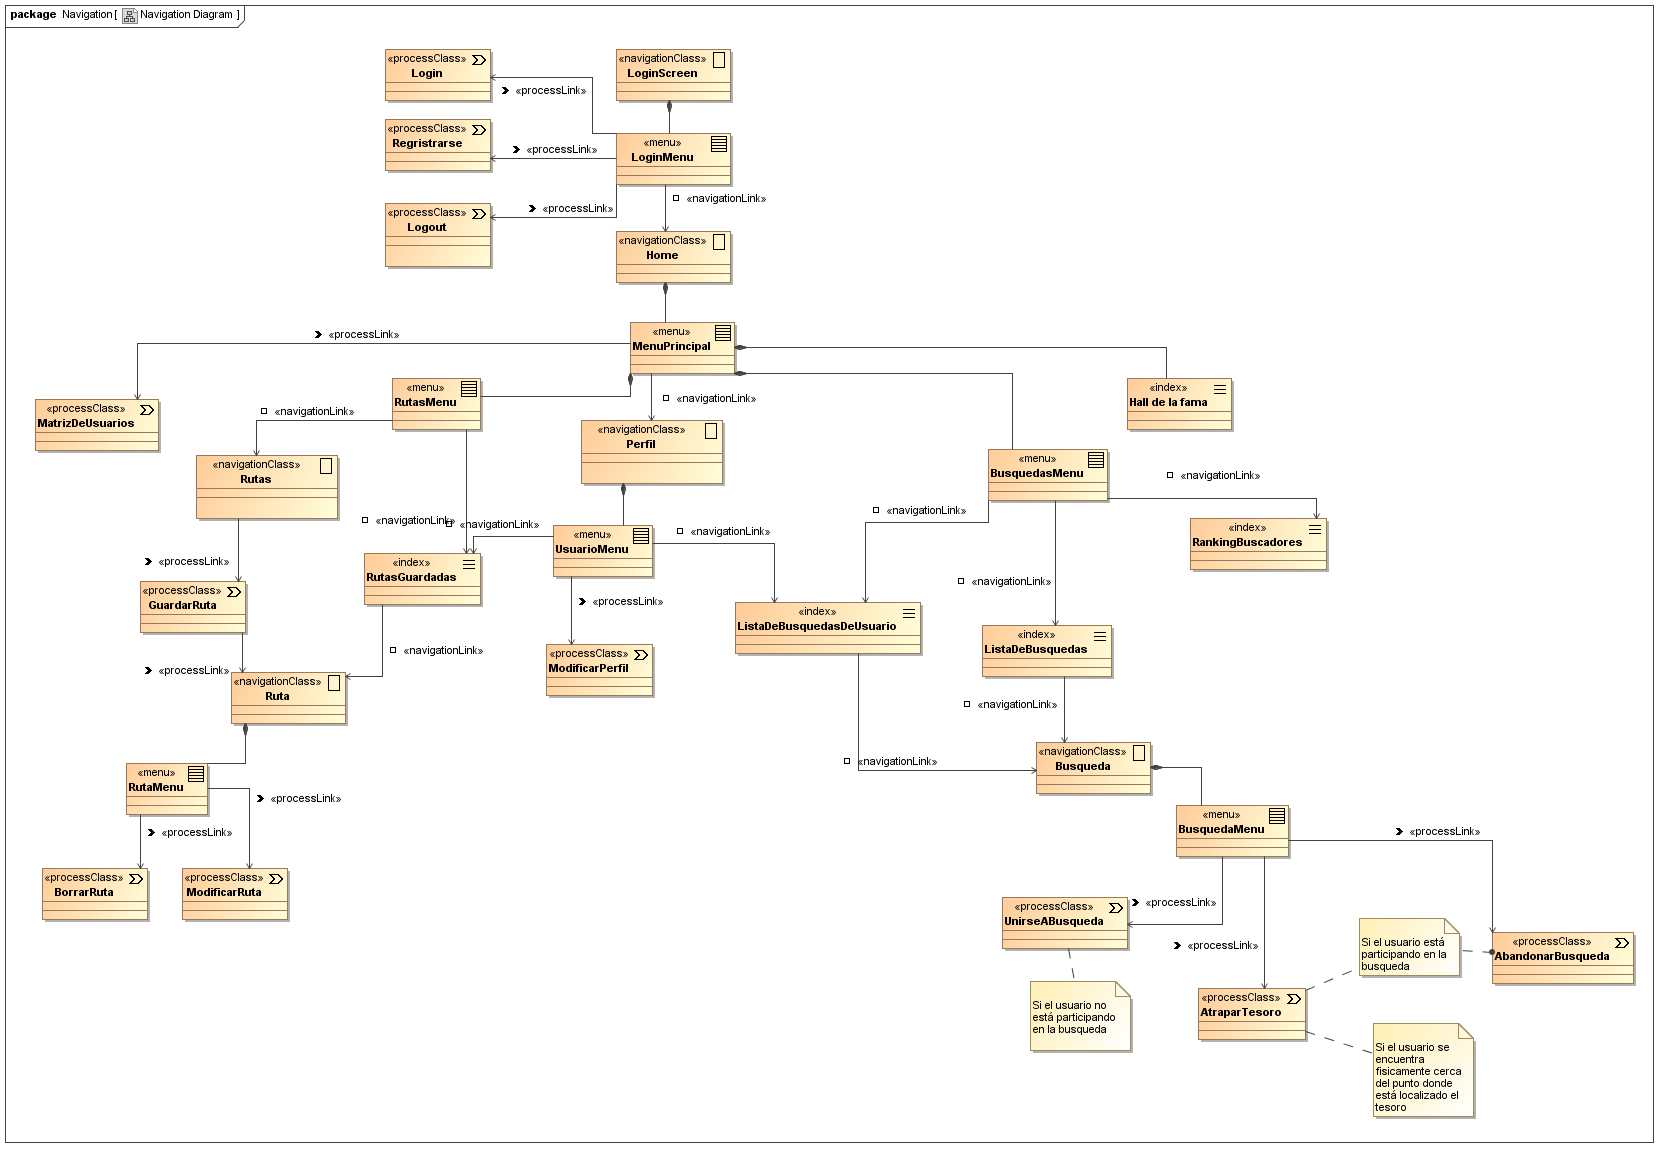 package Navigation [ Navigation Diagram ]
«processClass»
Login
«navigationClass»
LoginScreen
«processLink»
«processClass»
Regristrarse
«processLink»
«menu»
LoginMenu
«processClass»
Logout
«processLink»
«navigationLink»
«navigationClass»
Home
«processLink»
«menu»
MenuPrincipal
«processClass»
MatrizDeUsuarios
«menu»
RutasMenu
«navigationLink»
«navigationLink»
«index»
Hall de la fama
«navigationClass»
Perfil
«navigationClass»
Rutas
«menu»
BusquedasMenu
«navigationLink»
«navigationLink»
«navigationLink»
«navigationLink»
«navigationLink»
«index»
RankingBuscadores
«menu»
UsuarioMenu
«processLink»
«index»
RutasGuardadas
«navigationLink»
«processClass»
GuardarRuta
«processLink»
«index»
ListaDeBusquedasDeUsuario
«index»
ListaDeBusquedas
«processLink»
«navigationLink»
«processClass»
ModificarPerfil
«navigationClass»
Ruta
«navigationLink»
«navigationLink»
«navigationClass»
Busqueda
«menu»
RutaMenu
«processLink»
«processLink»
«menu»
BusquedaMenu
«processLink»
«processClass»
BorrarRuta
«processClass»
ModificarRuta
«processLink»
«processClass»
UnirseABusqueda
«processLink»
Si el usuario está
participando en la
busqueda
«processClass»
AbandonarBusqueda
Si el usuario no
está participando
en la busqueda
«processClass»
AtraparTesoro
Si el usuario se
encuentra
fisicamente cerca
del punto donde
está localizado el
tesoro